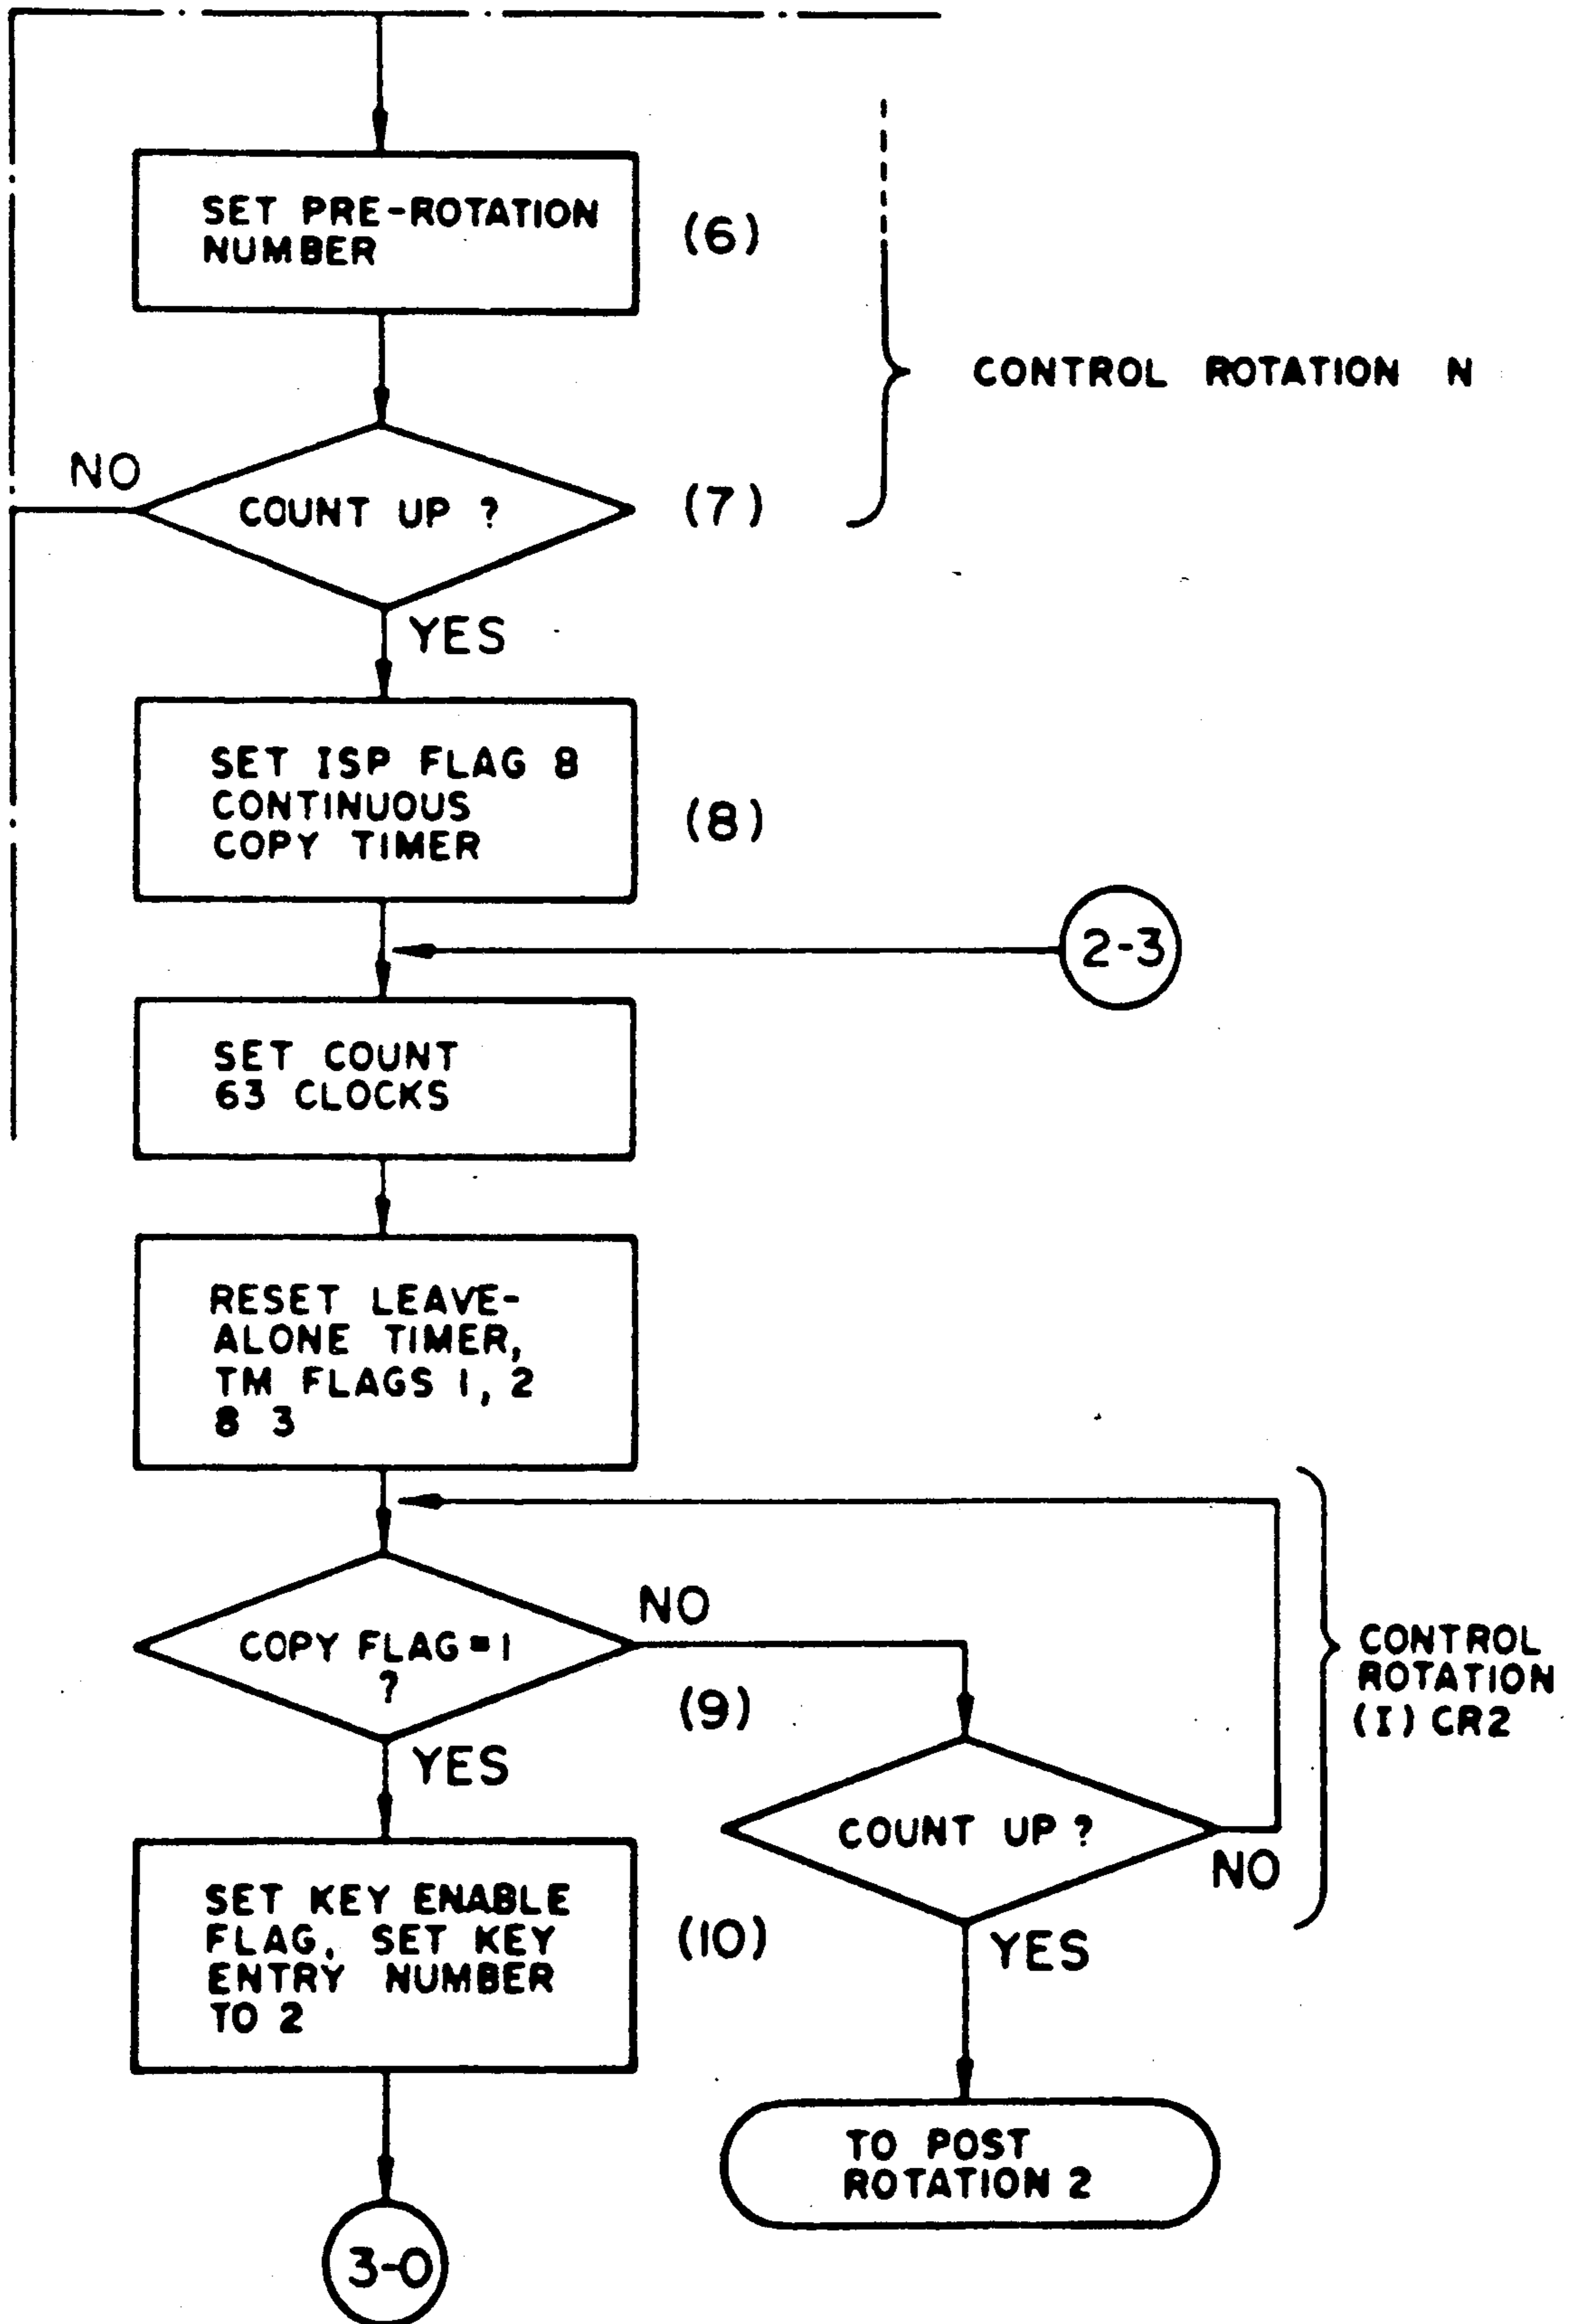 SET PRE-ROTATION
NUMBER
(6)
CONTROL ROTATION N
NO
COUNT UP ?
(7)
YES
SET ISP FLAG 8
CONTINUOUS
COPY TIMER
(8)
2-3
SET COUNT
63 CLOCKS
RESET LEAVE-
ALONE TIMER,
TM FLAGS 1, 2
8 3
COPY FLAG=1
?
NO
(9)
YES
CONTROL
ROTATION
(I) CR2
COUNT UP ?
NO
YES
SET KEY ENABLE
FLAG, SET KEY
ENTRY NUMBER
TO 2
(10)
TO POST
ROTATION 2
3-0